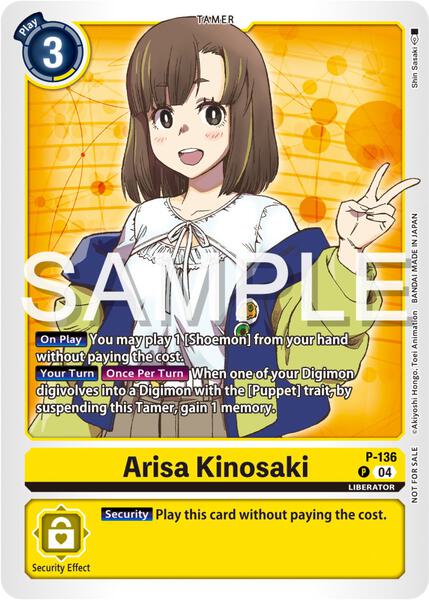 TAMER
Play
3
Shin Sasaki
SAMPLE
On Play You may play 1 [Shoemon] from your hand
without paying the cost.
Your Turn Once Per Turn When one of your Digimon
digivolves into a Digimon with the [Puppet] trait, by
suspending this Tamer, gain 1 memory.
©Akiyoshi Hongo, Toei Animation BANDAI MADE IN JAPAN
NOT FOR SALE
P-136
Arisa Kinosaki
P 04
LIBERATOR
Security Play this card without paying the cost.
Security Effect